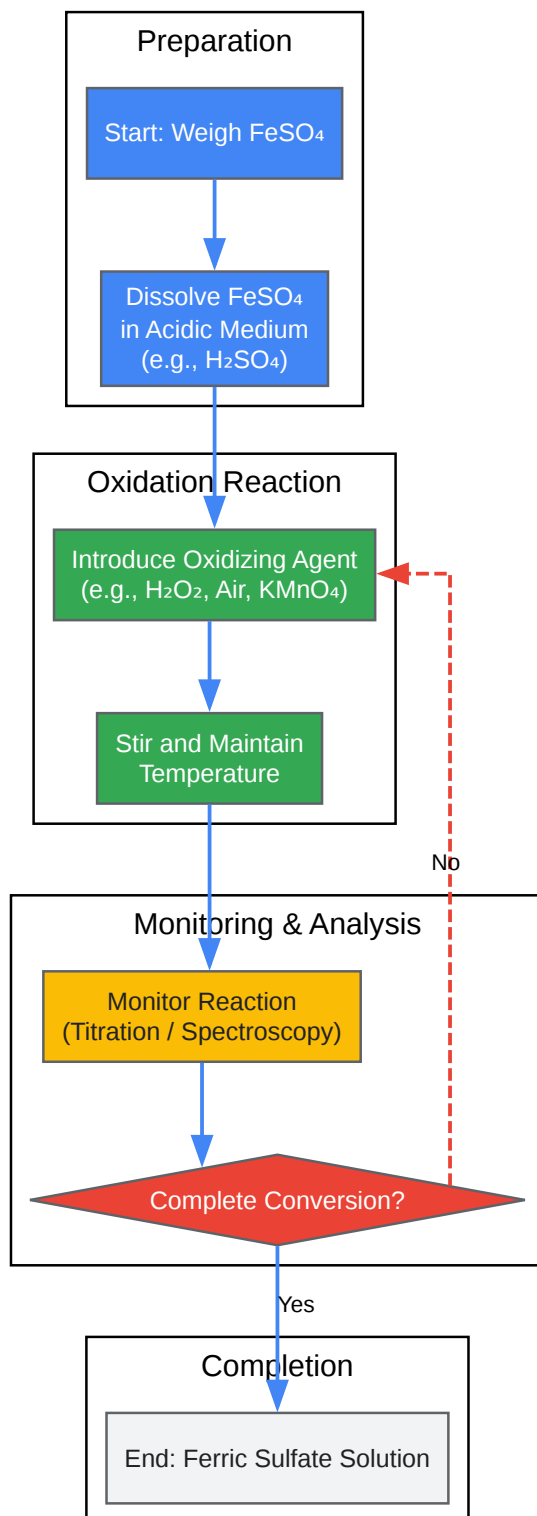 Preparation
Start: Weigh FeSO₄
Dissolve FeSO₄
in Acidic Medium
(e.g., H₂SO₄)
Oxidation Reaction
Introduce Oxidizing Agent
(e.g., H₂O₂, Air, KMnO₄)
Stir and Maintain
Temperature
No
Monitoring & Analysis
Monitor Reaction
(Titration / Spectroscopy)
Complete Conversion?
Yes
Completion
End: Ferric Sulfate Solution